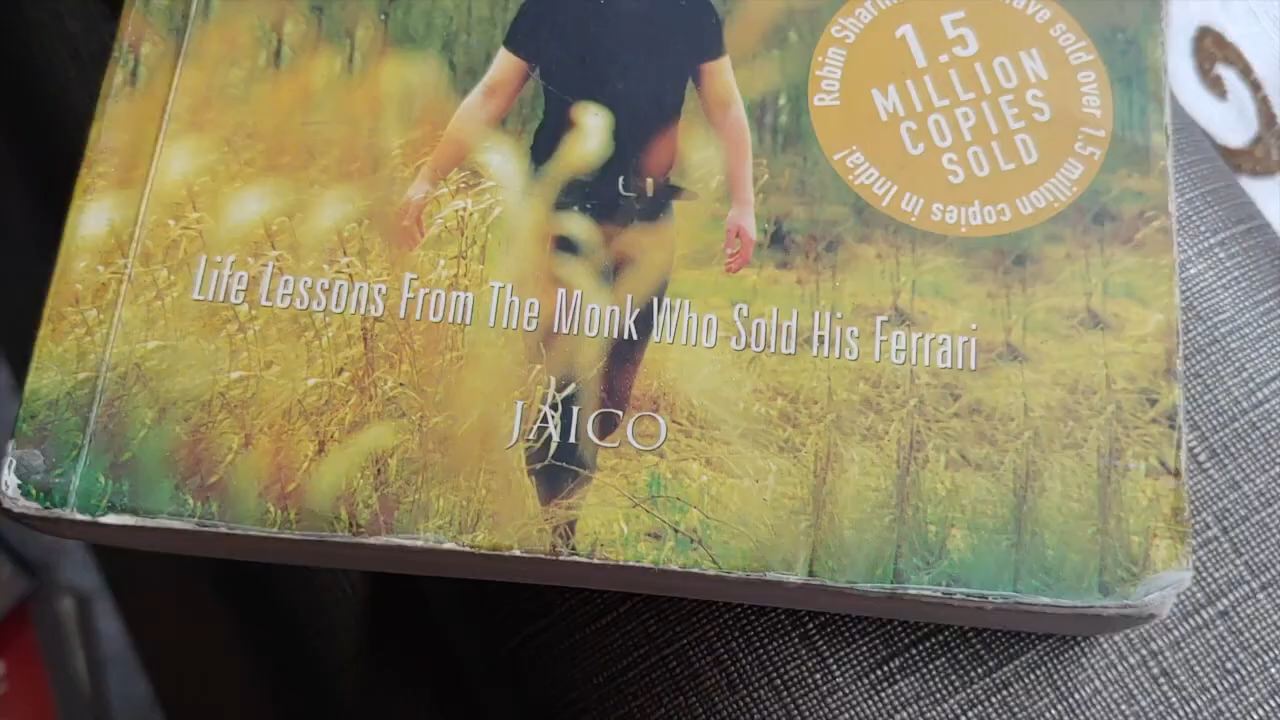 1.5
MILLION
COPIES
SOLD
Robin
sold over 1.5 million copies in India!
Life Lessons From The Monk Who Sold His Ferrari
JAICO